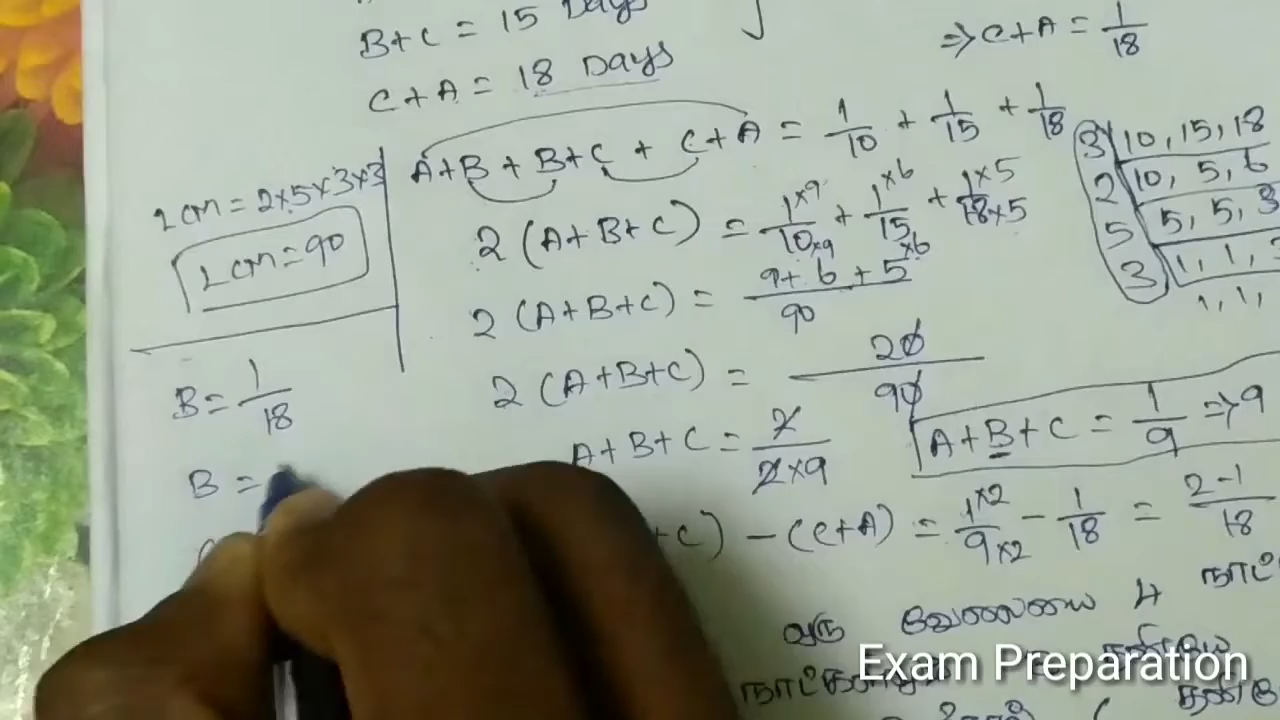 B+C = 15 Days
C+A = 18 Days
⇒ C+A = 1/18
A+B + B+C + C+A = 1/10 + 1/15 + 1/18
LCM = 2×5×3×3
LCM = 90
2 (A+B+C) = 1×9/10×9 + 1×6/15×6 + 1×5/18×5
2 (A+B+C) = 9+6+5/90
2 (A+B+C) = 20/90
A+B+C = 2/2×9
A+B+C = 1/9 ⇒ 9
3 | 10, 15, 18
2 | 10, 5, 6
5 | 5, 5, 3
3 | 1, 1,
1, 1,
B = 1/18
B =
+C) - (C+A) = 1×2/9×2 - 1/18 = 2-1/18
ஒரு வேலையை 4
Exam Preparation